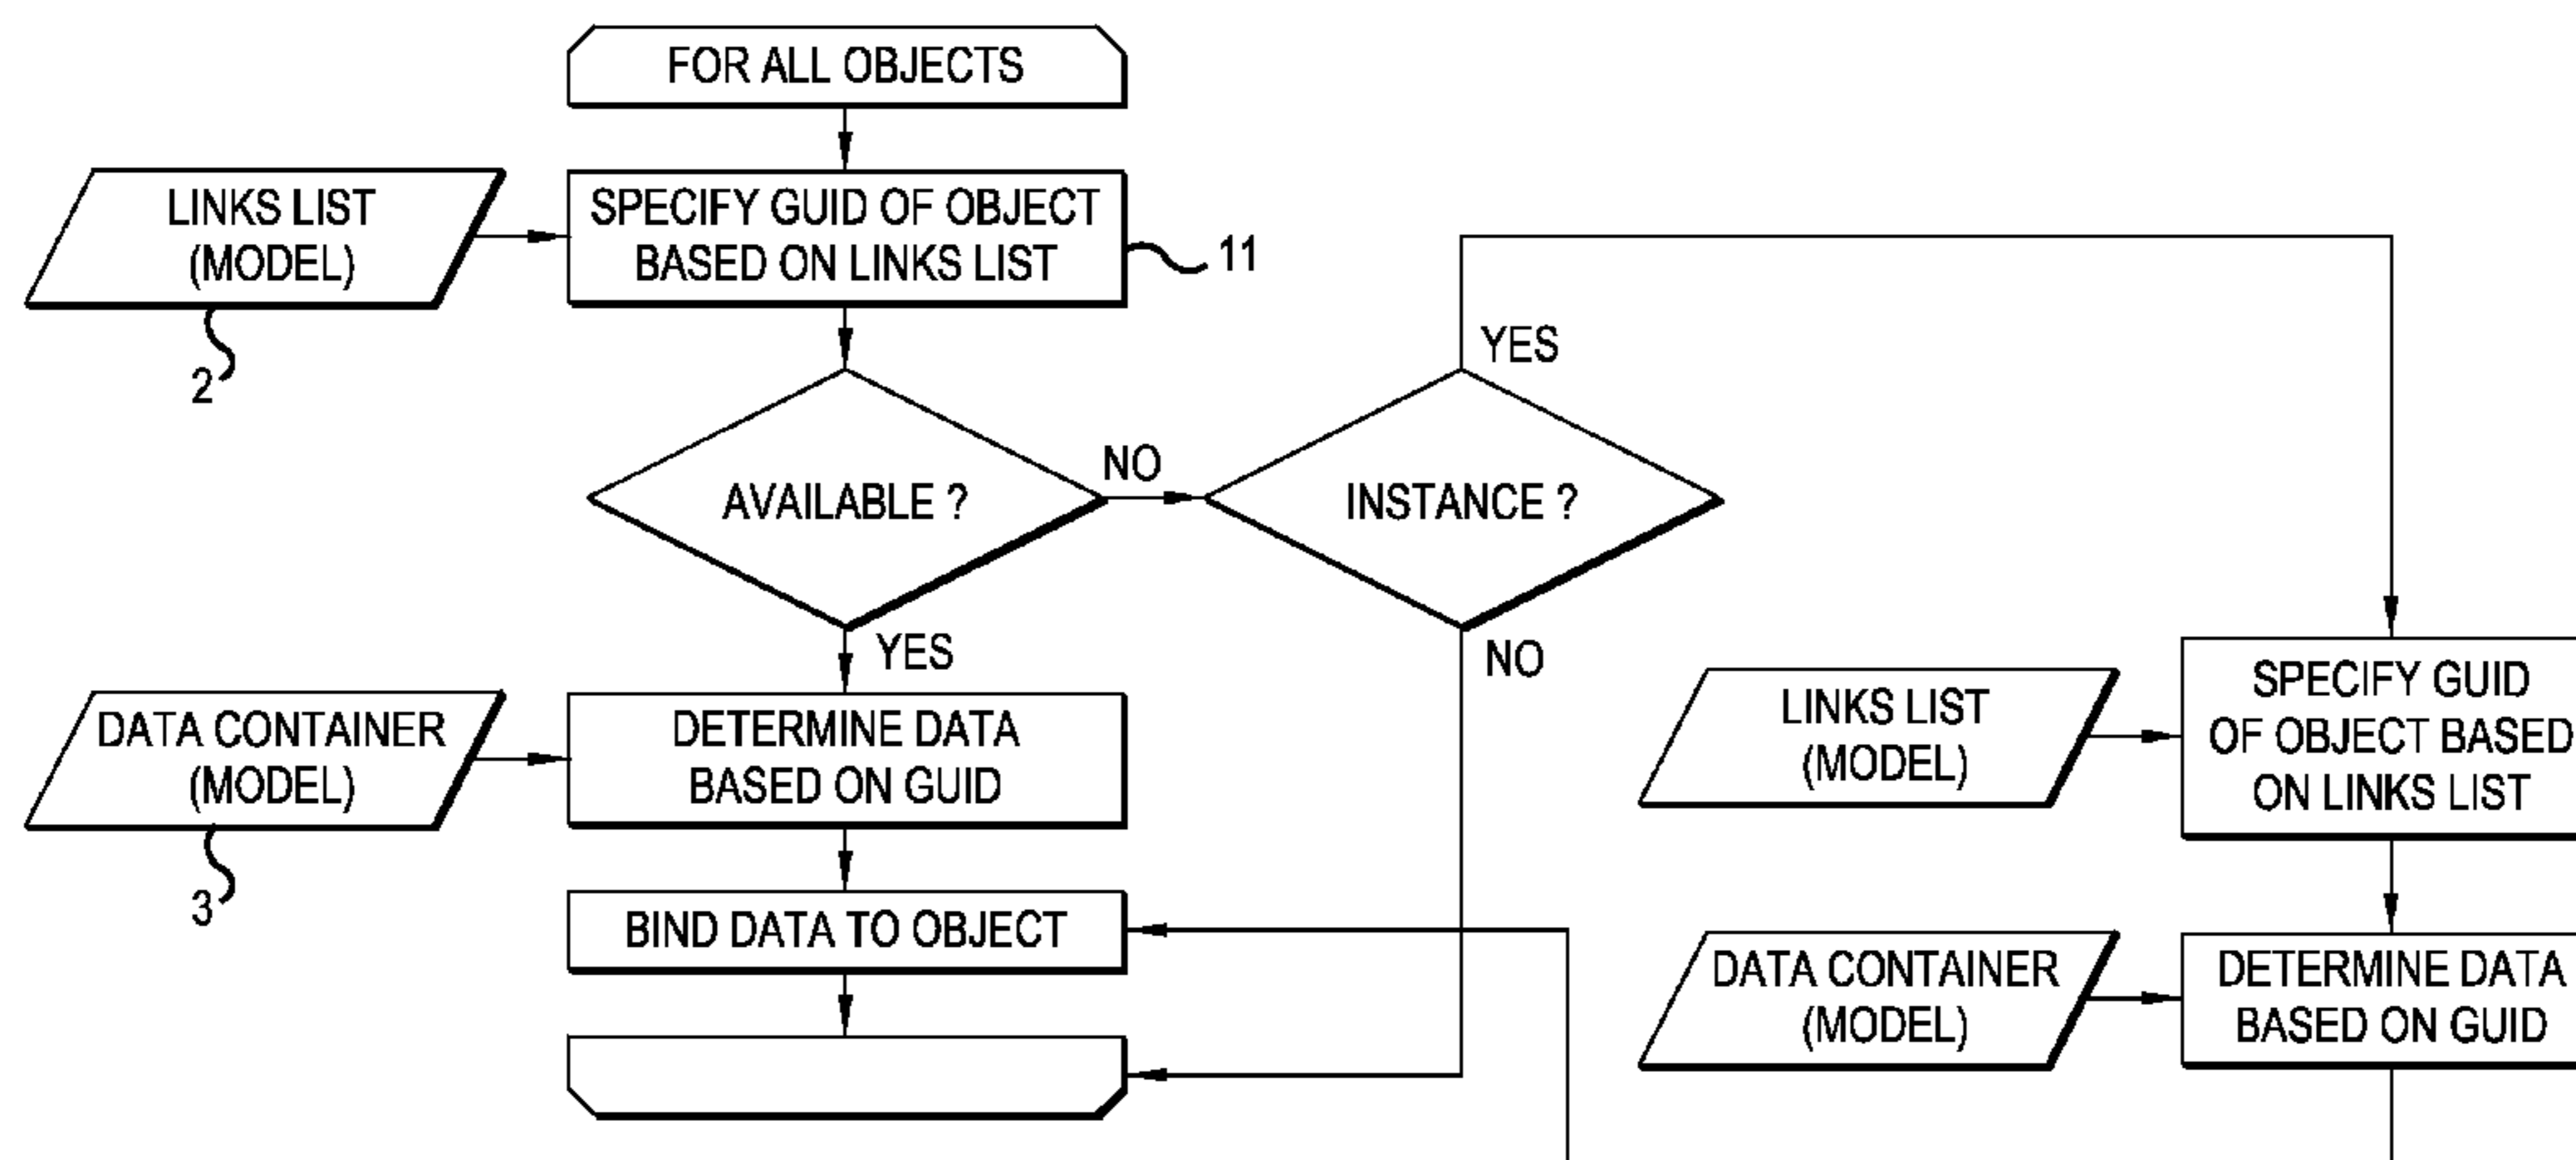 FOR ALL OBJECTS
LINKS LIST
(MODEL)
2
SPECIFY GUID OF OBJECT
BASED ON LINKS LIST
11
AVAILABLE ?
NO
INSTANCE ?
YES
NO
YES
DATA CONTAINER
(MODEL)
3
DETERMINE DATA
BASED ON GUID
BIND DATA TO OBJECT
LINKS LIST
(MODEL)
SPECIFY GUID
OF OBJECT BASED
ON LINKS LIST
DATA CONTAINER
(MODEL)
DETERMINE DATA
BASED ON GUID